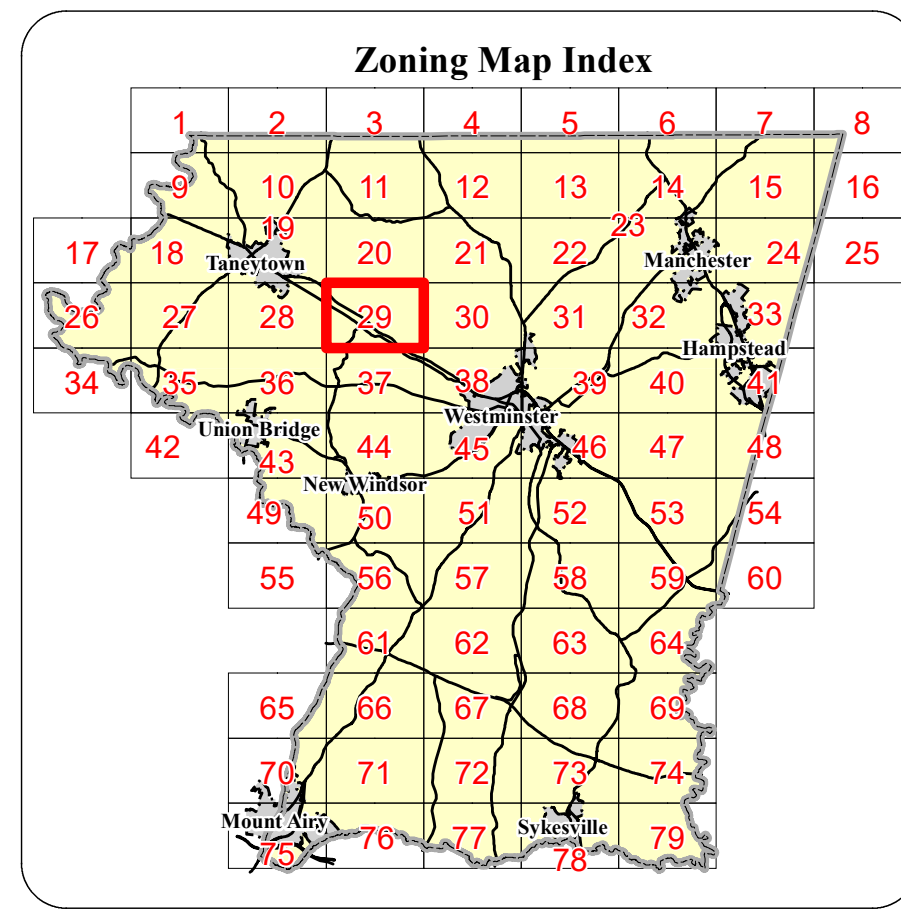 Zoning Map Index
1 2 3 4 5 6 7 8
9 10 11 12 13 14 15 16
17 18 19 20 21 22 23 24 25
Taneytown
Manchester
26 27 28 29 30 31 32 33
Hampstead
34 35 36 37 38 39 40 41
Westminster
Union Bridge
42 43 44 45 46 47 48
New Windsor
49 50 51 52 53 54
55 56 57 58 59 60
61 62 63 64
65 66 67 68 69
70 71 72 73 74
Mount Airy
Sykesville
75 76 77 78 79